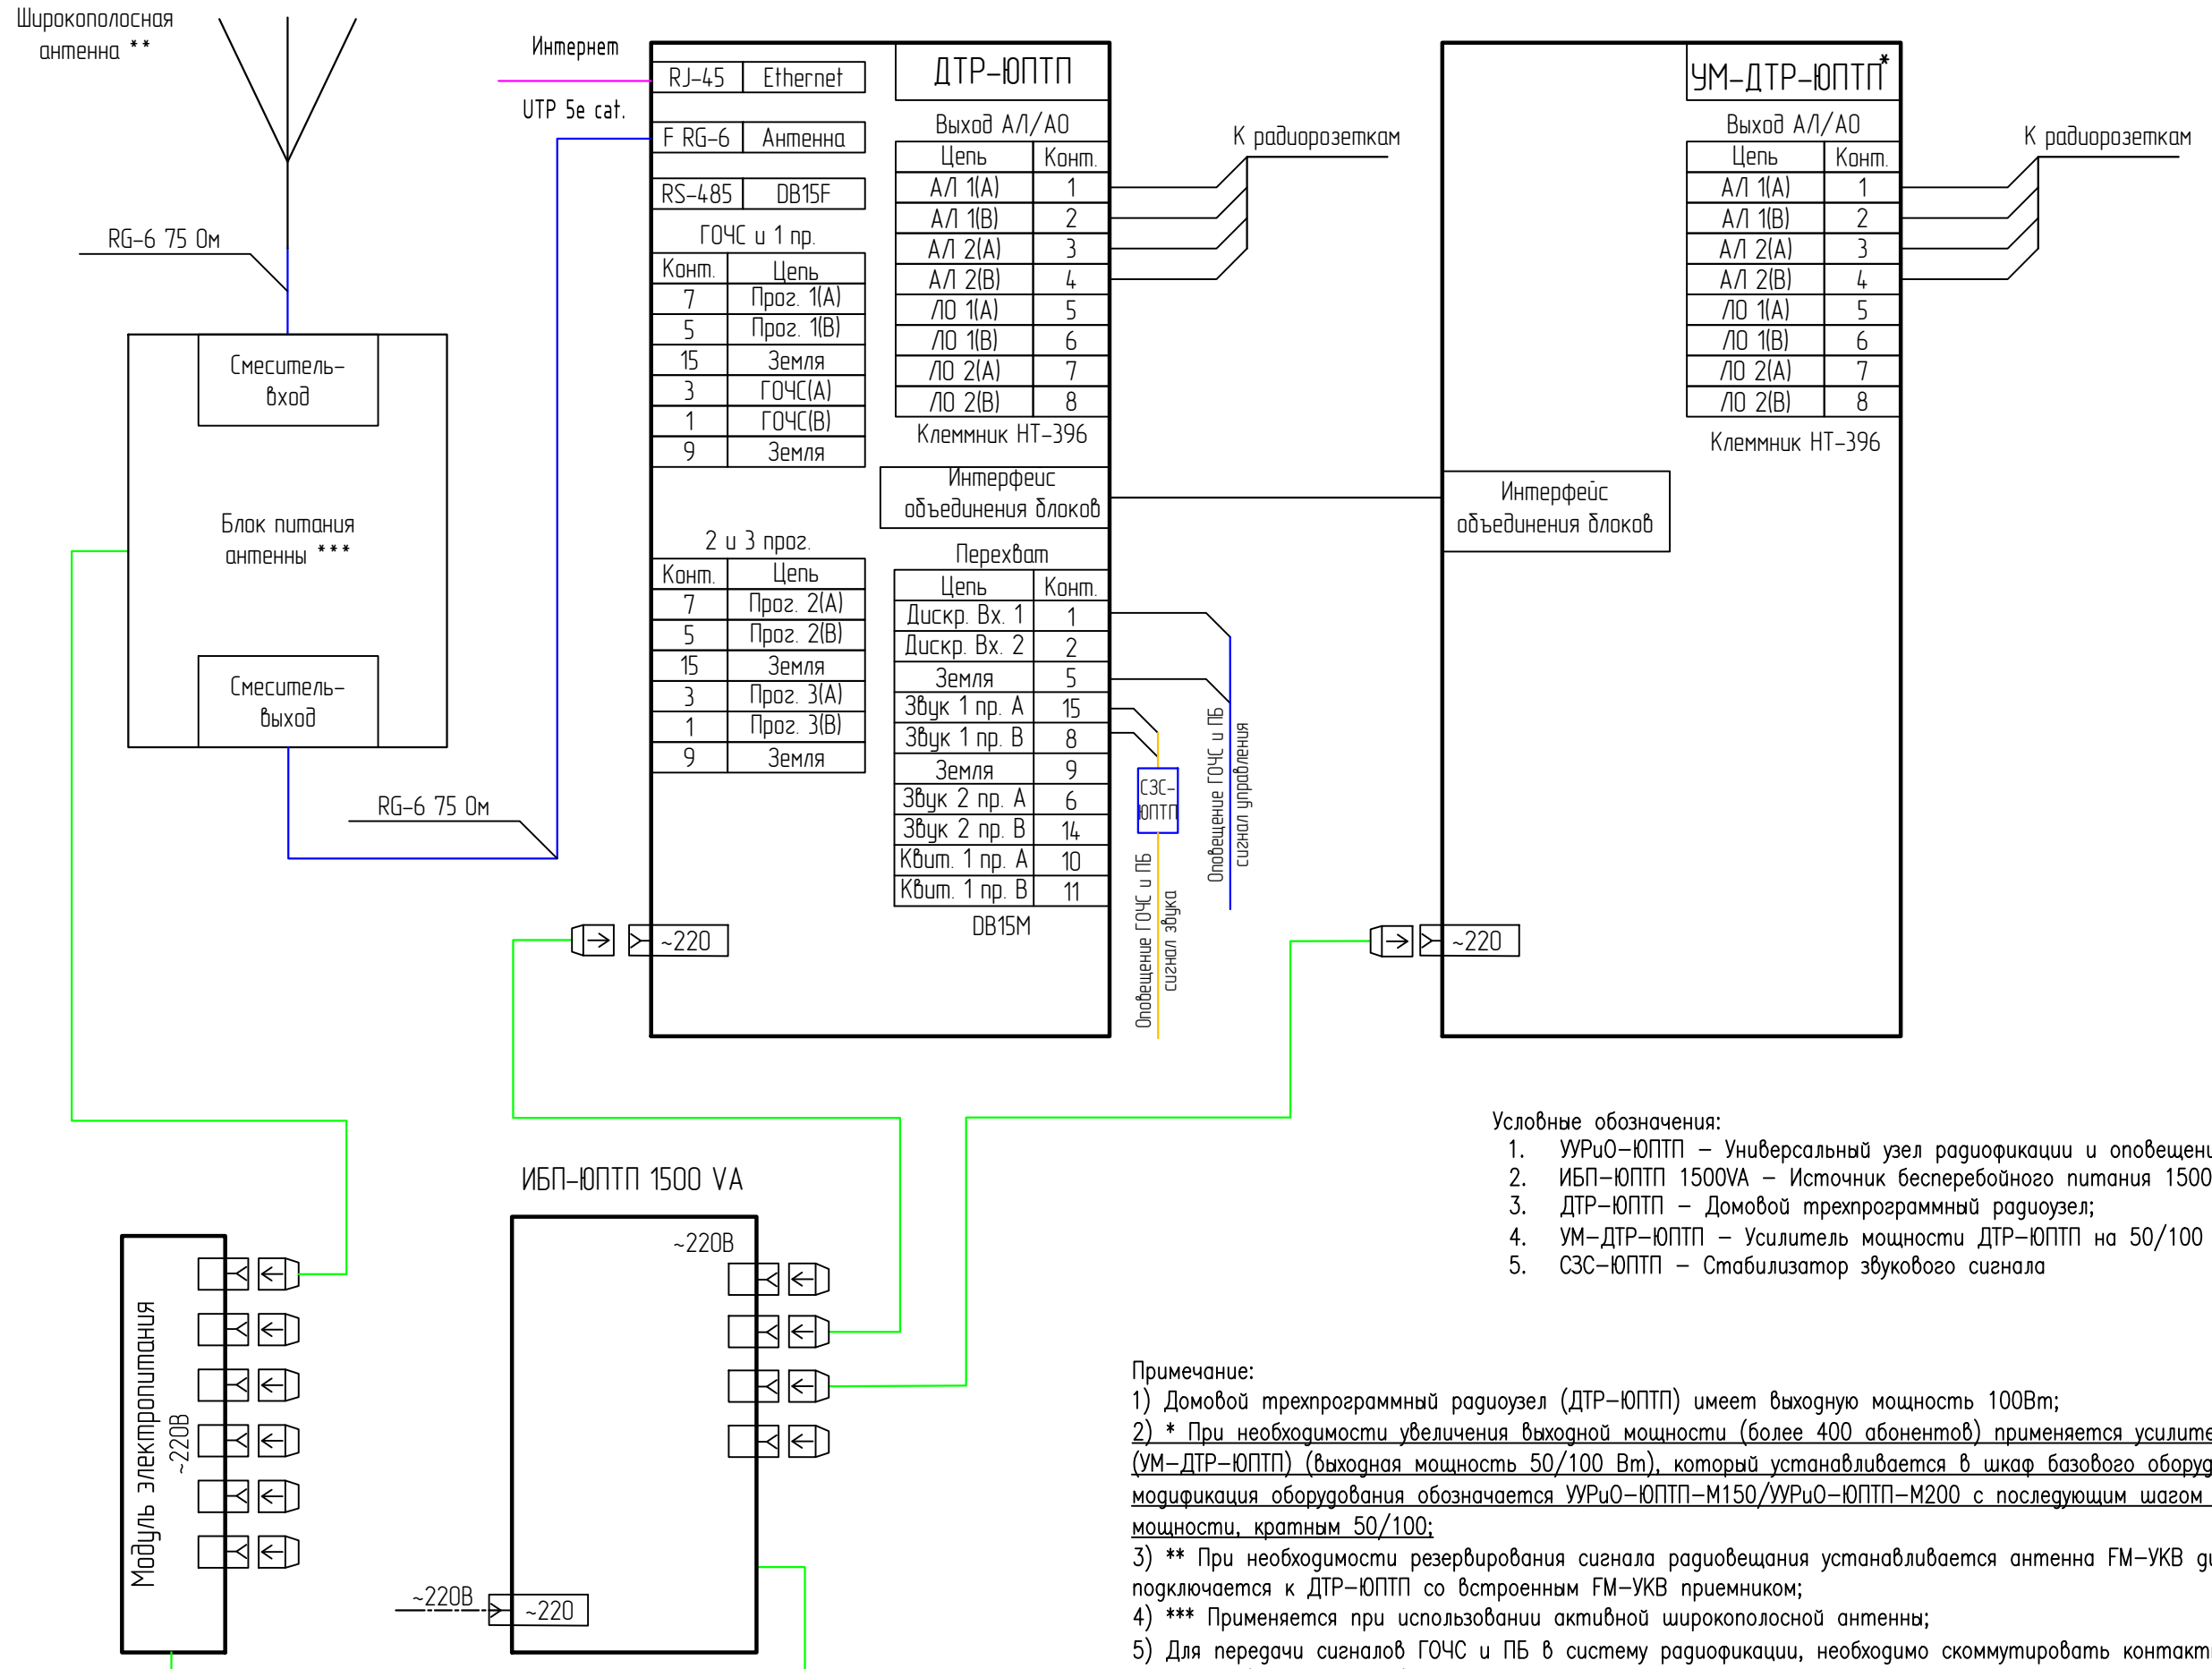 Широкополосная
антенна **
RG-6 75 Ом
Смеситель-
вход
Блок питания
антенны ***
Смеситель-
выход
RG-6 75 Ом
Интернет
UTP 5e cat.
ДТР-ЮПТП
RJ-45 Ethernet
F RG-6 Антенна
RS-485 DB15F
ГОЧС и 1 пр.
Конт. Цепь
7 Прог. 1(А)
5 Прог. 1(В)
15 Земля
3 ГОЧС(А)
1 ГОЧС(В)
9 Земля
2 и 3 прог.
Конт. Цепь
7 Прог. 2(А)
5 Прог. 2(В)
15 Земля
3 Прог. 3(А)
1 Прог. 3(В)
9 Земля
~220
Выход АЛ/АО
Цепь Конт.
АЛ 1(А) 1
АЛ 1(В) 2
АЛ 2(А) 3
АЛ 2(В) 4
ЛО 1(А) 5
ЛО 1(В) 6
ЛО 2(А) 7
ЛО 2(В) 8
Клеммник НТ-396
Интерфеис
объединения блоков
Перехват
Цепь Конт.
Дискр. Вх. 1 1
Дискр. Вх. 2 2
Земля 5
Звук 1 пр. А 15
Звук 1 пр. В 8
Земля 9
Звук 2 пр. А 6
Звук 2 пр. В 14
Квит. 1 пр. А 10
Квит. 1 пр. В 11
DB15M
К радиорозеткам
СЗС-
ЮПТП
Оповещение ГОЧС и ПБ
сигнал звука
Оповещение ГОЧС и ПБ
сигнал управления
УМ-ДТР-ЮПТП*
Выход АЛ/АО
Цепь Конт.
АЛ 1(А) 1
АЛ 1(В) 2
АЛ 2(А) 3
АЛ 2(В) 4
ЛО 1(А) 5
ЛО 1(В) 6
ЛО 2(А) 7
ЛО 2(В) 8
Клеммник НТ-396
Интерфейс
объединения блоков
~220
К радиорозеткам
Модуль электропитания
~220В
ИБП-ЮПТП 1500 VA
~220В
~220В
~220
Условные обозначения:
1. УУРиО-ЮПТП – Универсальный узел радиофикации и оповещени
2. ИБП-ЮПТП 1500VA – Источник бесперебойного питания 1500
3. ДТР-ЮПТП – Домовой трехпрограммный радиоузел;
4. УМ-ДТР-ЮПТП – Усилитель мощности ДТР-ЮПТП на 50/100
5. СЗС-ЮПТП – Стабилизатор звукового сигнала
Примечание:
1) Домовой трехпрограммный радиоузел (ДТР-ЮПТП) имеет выходную мощность 100Вт;
2) * При необходимости увеличения выходной мощности (более 400 абонентов) применяется усилите
(УМ-ДТР-ЮПТП) (выходная мощность 50/100 Вт), который устанавливается в шкаф базового оборуд
модификация оборудования обозначается УУРиО-ЮПТП-М150/УУРиО-ЮПТП-М200 с последующим шагом
мощности, кратным 50/100;
3) ** При необходимости резервирования сигнала радиовещания устанавливается антенна FM-УКВ ди
подключается к ДТР-ЮПТП со встроенным FM-УКВ приемником;
4) *** Применяется при использовании активной широкополосной антенны;
5) Для передачи сигналов ГОЧС и ПБ в систему радиофикации, необходимо скоммутировать контакт